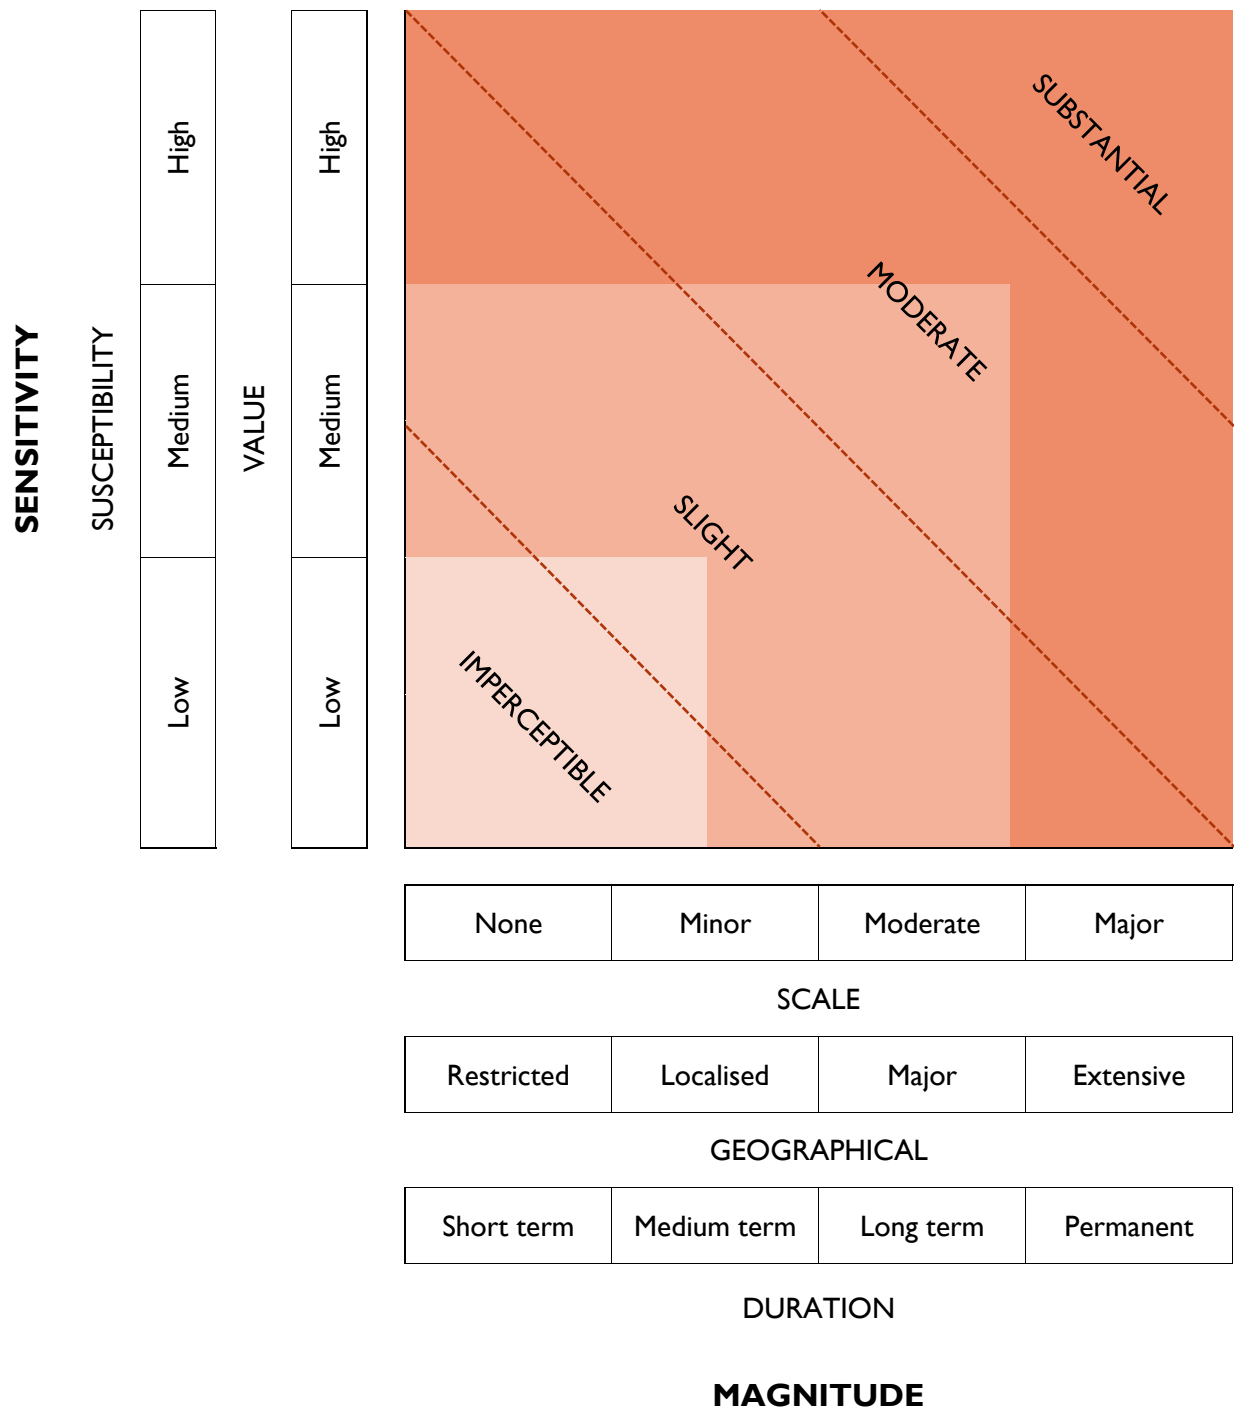 SENSITIVITY
SUSCEPTIBILITY
High
Medium
Low
VALUE
High
Medium
Low
SUBSTANTIAL
MODERATE
SLIGHT
IMPERCEPTIBLE
None Minor Moderate Major
SCALE
Restricted Localised Major Extensive
GEOGRAPHICAL
Short term Medium term Long term Permanent
DURATION
MAGNITUDE